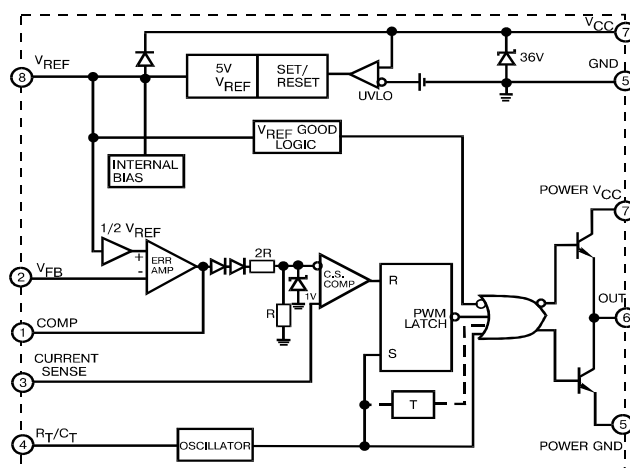 VCC
7
VREF
8
5V
VREF
SET/
RESET
UVLO
36V
GND
5
VREF GOOD
LOGIC
INTERNAL
BIAS
POWER VCC
7
1/2 VREF
+
-
ERR
AMP
2R
C.S.
COMP
R
PWM
LATCH
S
1V
R
VFB
2
COMP
1
OUT
6
CURRENT
SENSE
3
T
5
POWER GND
RT/CT
4
OSCILLATOR